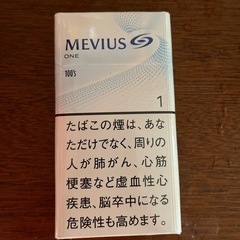 MEVIUS
ONE
100's
1
たばこの煙は、あな
ただけでなく、周りの
人が肺がん、心筋
梗塞など虚血性心
疾患、脳卒中になる
危険性も高めます。